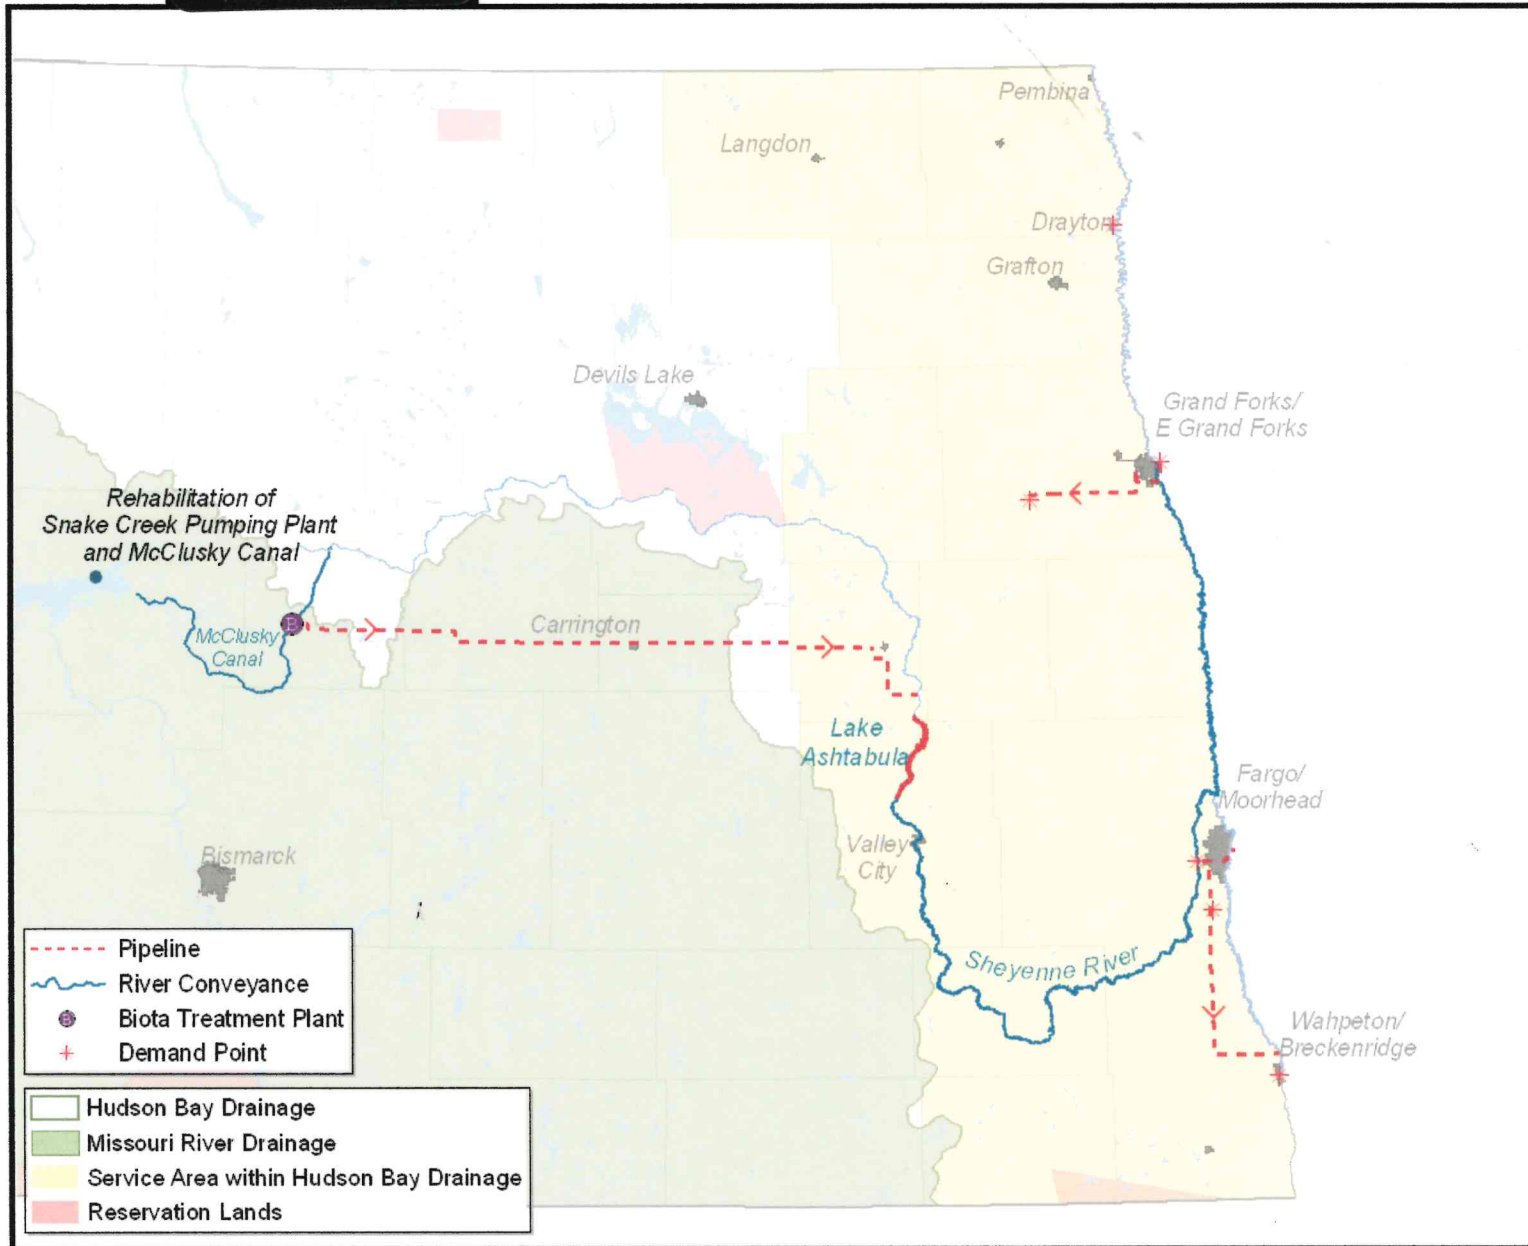 Pembina
Langdon
Drayton
Grafton
Devils Lake
Grand Forks/
E Grand Forks
Rehabilitation of
Snake Creek Pumping Plant
and McClusky Canal
B
McClusky
Canal
Carrington
Lake
Ashtabula
Fargo/
Moorhead
Valley
City
Bismarck
Sheyenne River
Wahpeton/
Breckenridge
Pipeline
River Conveyance
B Biota Treatment Plant
Demand Point
Hudson Bay Drainage
Missouri River Drainage
Service Area within Hudson Bay Drainage
Reservation Lands